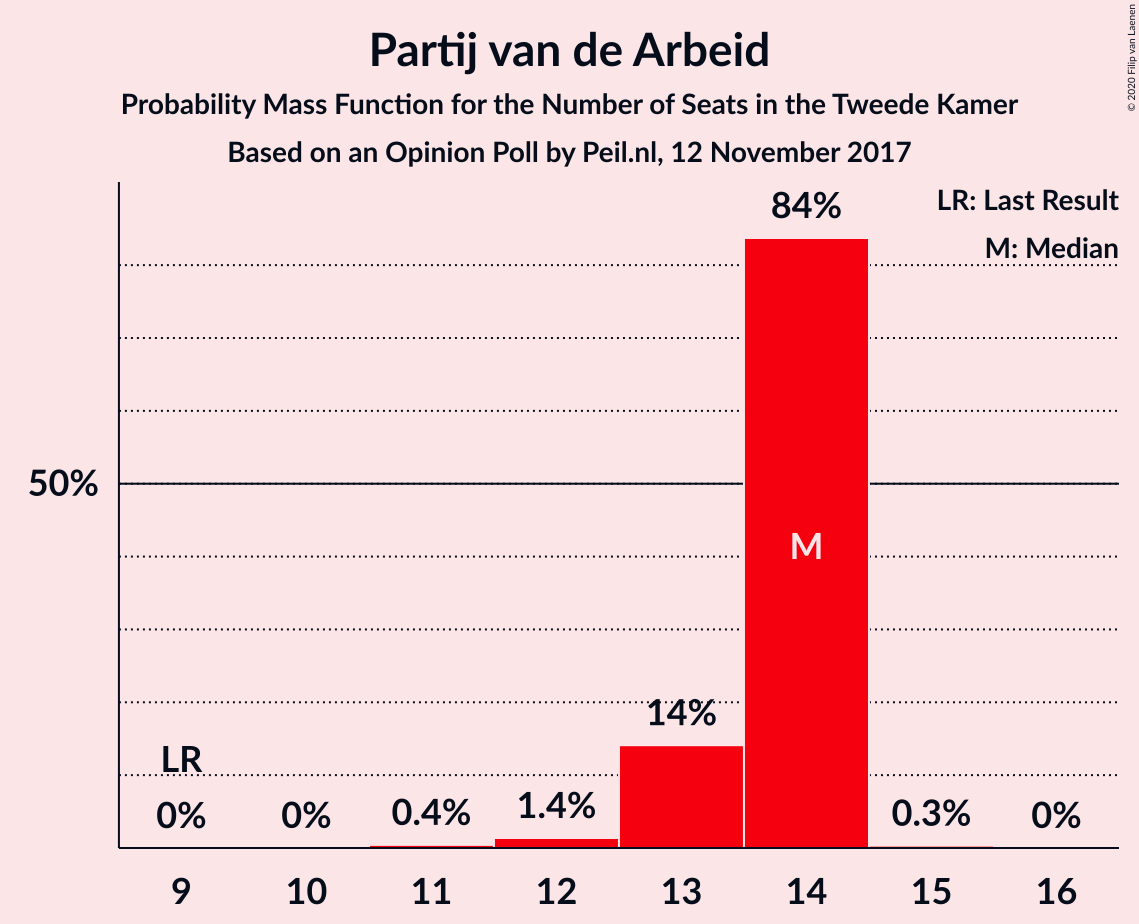 Partij van de Arbeid
Probability Mass Function for the Number of Seats in the Tweede Kamer
Based on an Opinion Poll by Peil.nl, 12 November 2017
© 2020 Filip van Laenen
LR: Last Result
M: Median
84%
50%
M
14%
LR
0%
0%
0.4%
1.4%
0.3%
0%
9
10
11
12
13
14
15
16